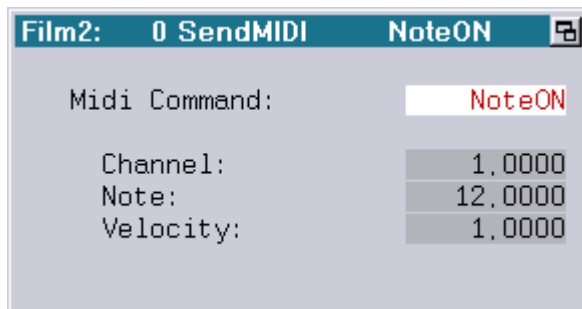 Film2: 0 SendMIDI NoteON
Midi Command: NoteON
Channel: 1,0000
Note: 12,0000
Velocity: 1,0000